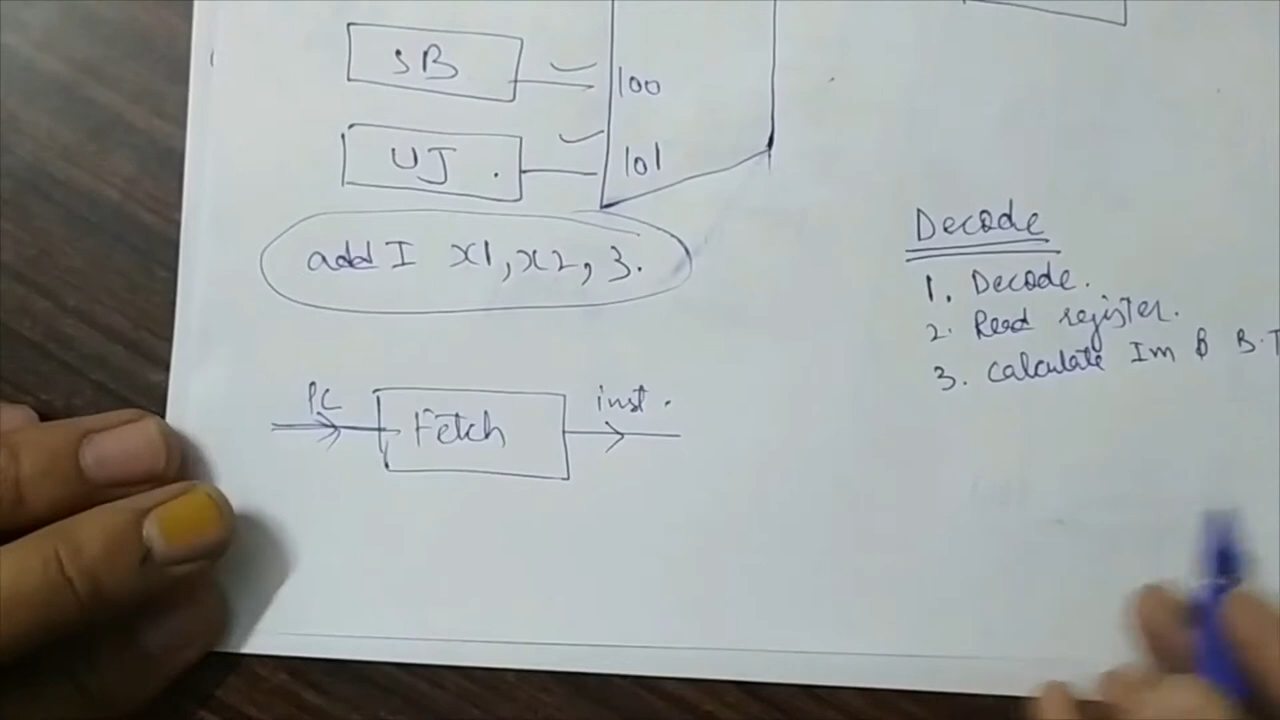 SB
100
UJ
101
addI x1, x2, 3.
PC
Fetch
inst.
Decode
1. Decode.
2. Read register.
3. Calculate Im & B.T